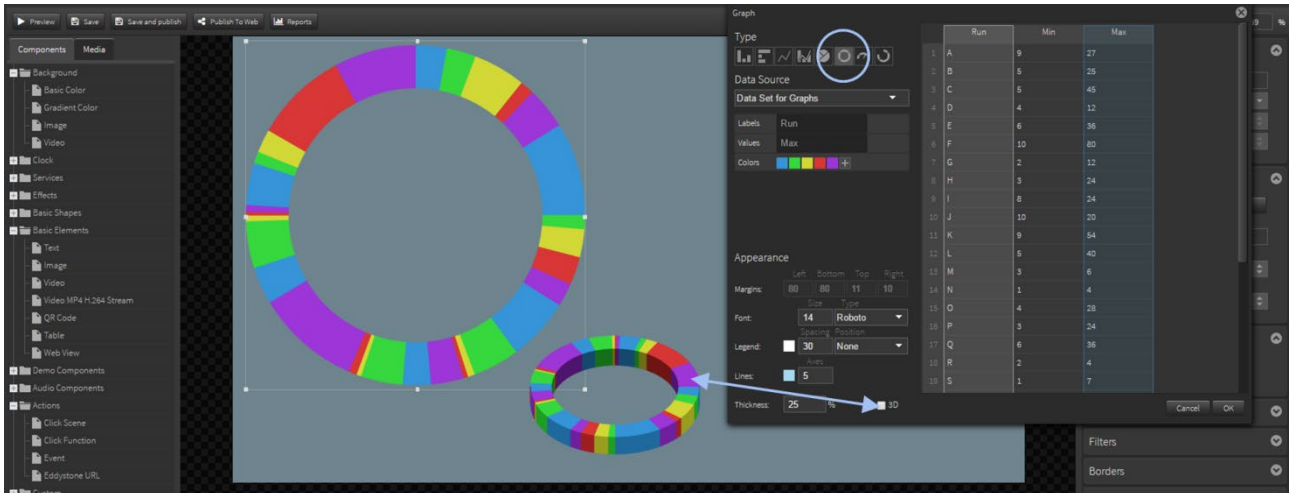 Preview Save Save and publish Publish To Web Reports
Components Media
Background
Basic Color
Gradient Color
Image
Video
Clock
Services
Effects
Basic Shapes
Basic Elements
Text
Image
Video
Video MP4 H.264 Stream
QR Code
Table
Web View
Demo Components
Audio Components
Actions
Click Scene
Click Function
Event
Eddystone URL
Graph
Type
Data Source
Data Set for Graphs
Labels Run
Values Max
Colors +
Appearance
Left Bottom Top Right
Margins: 80 80 11 10
Size Type
Font: 14 Roboto
Spacing Position
Legend: 30 None
Axes
Lines: 5
Thickness: 25 % 3D
Run Min Max
1 A 9 27
2 B 5 25
3 C 5 45
4 D 4 12
5 E 6 36
6 F 10 80
7 G 2 12
8 H 3 24
9 I 8 24
10 J 10 20
11 K 9 54
12 L 5 40
13 M 3 6
14 N 1 4
15 O 4 28
16 P 3 24
17 Q 6 36
18 R 2 4
19 S 1 7
Cancel OK
%
Filters
Borders